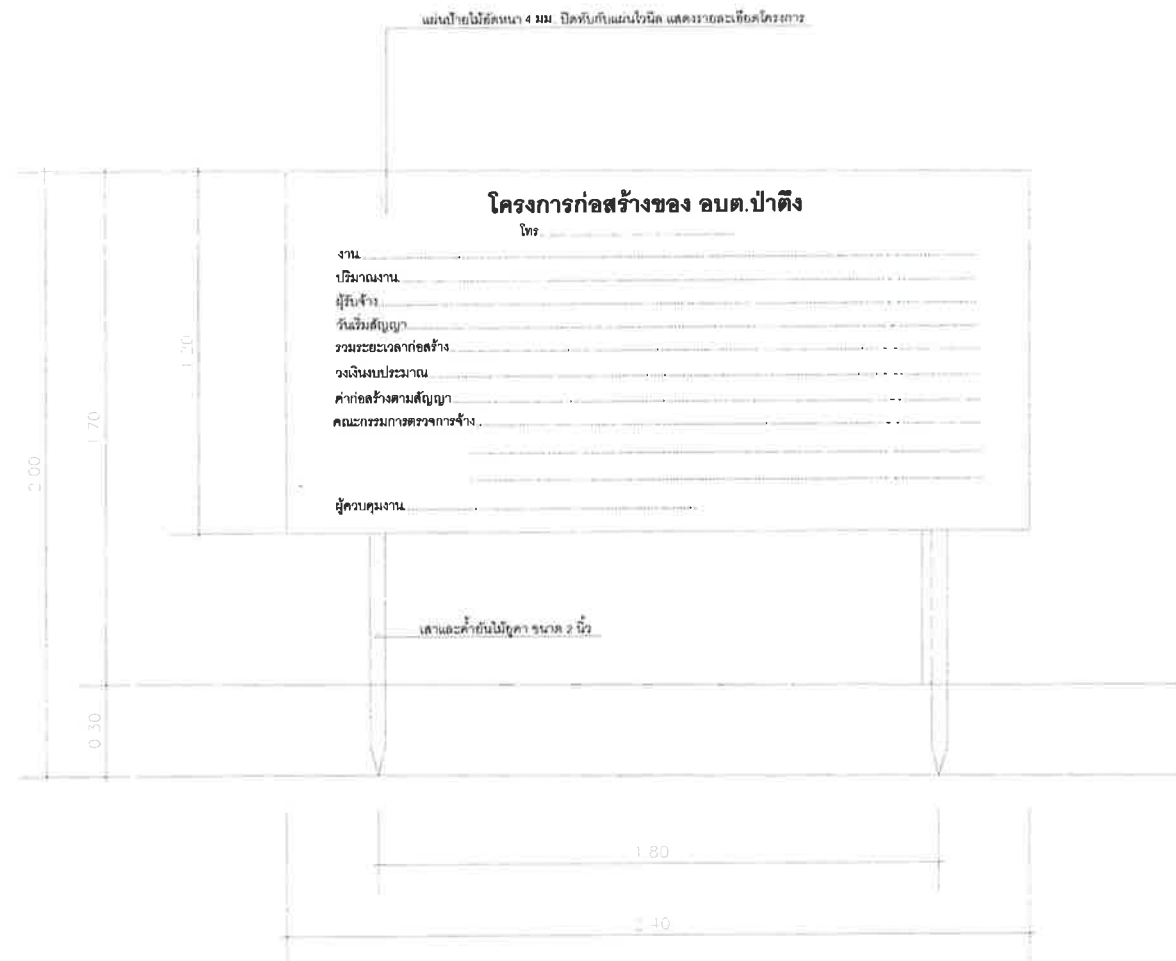 แผ่นป้ายไม้อัดหนา 4 มม. ปิดทับกับแผ่นไวนิล แสดงรายละเอียดโครงการ
โครงการก่อสร้างของ อบต.ป่าตึง
โทร
งาน
ปริมาณงาน
ผู้รับจ้าง
วันเริ่มสัญญา
รวมระยะเวลาก่อสร้าง
วงเงินงบประมาณ
ค่าก่อสร้างตามสัญญา
คณะกรรมการตรวจการจ้าง
ผู้ควบคุมงาน
1.20
1.70
2.00
0.30
เสาและค้ำยันไม้ยูคา ขนาด 2 นิ้ว
1.80
2.40